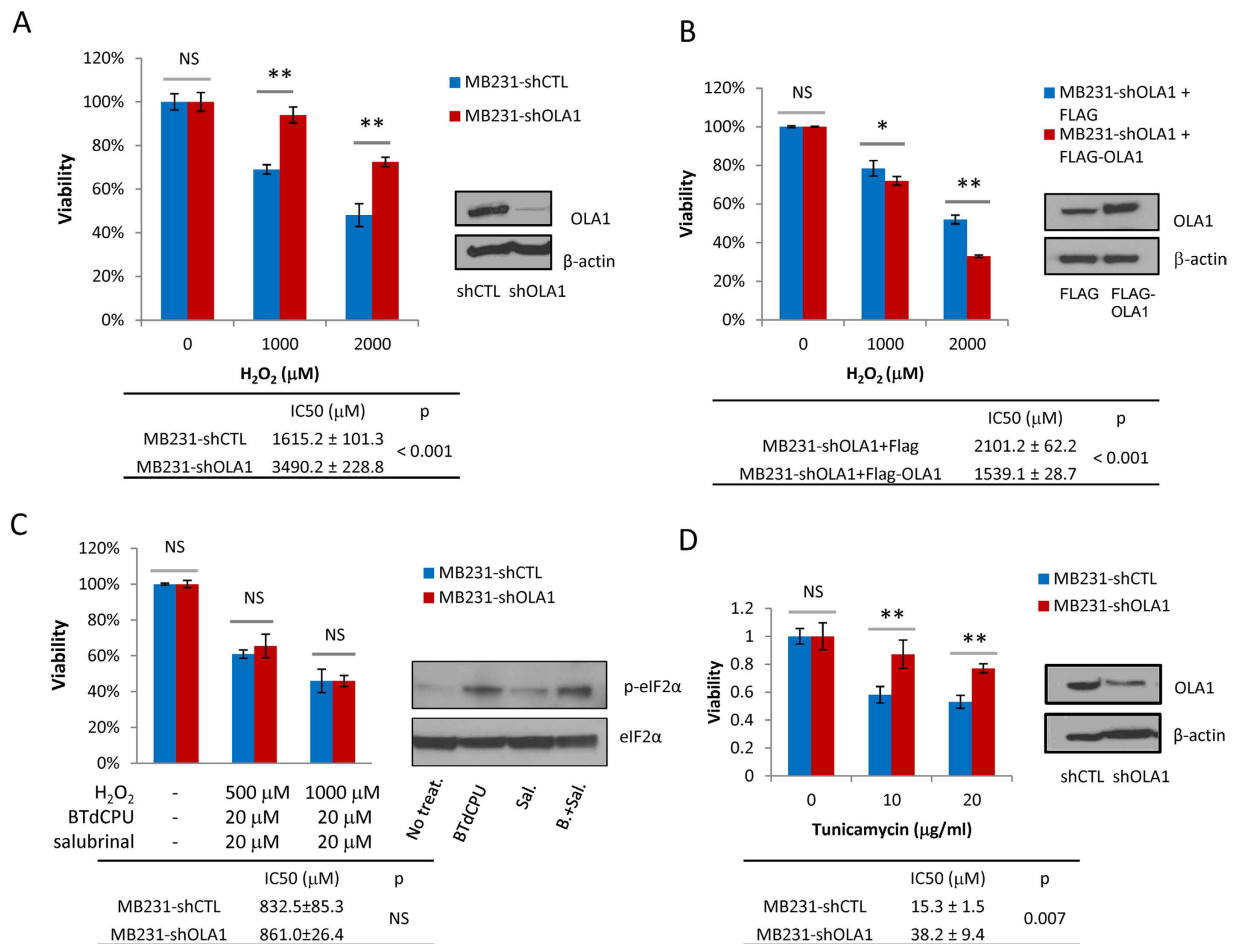 A
120%
100%
80%
60%
40%
20%
0%
Viability
NS
**
**
0
1000
2000
H₂O₂ (μM)
MB231-shCTL
MB231-shOLA1
OLA1
β-actin
shCTL shOLA1
IC50 (μM) p
MB231-shCTL 1615.2 ± 101.3
< 0.001
MB231-shOLA1 3490.2 ± 228.8
B
120%
100%
80%
60%
40%
20%
0%
Viability
NS
*
**
0
1000
2000
H₂O₂ (μM)
MB231-shOLA1 +
FLAG
MB231-shOLA1 +
FLAG-OLA1
OLA1
β-actin
FLAG FLAG-
OLA1
IC50 (μM) p
MB231-shOLA1+Flag 2101.2 ± 62.2
< 0.001
MB231-shOLA1+Flag-OLA1 1539.1 ± 28.7
C
120%
100%
80%
60%
40%
20%
0%
Viability
NS
NS
NS
H₂O₂ - 500 μM 1000 μM
BTdCPU - 20 μM 20 μM
salubrinal - 20 μM 20 μM
MB231-shCTL
MB231-shOLA1
p-eIF2α
eIF2α
No treat.
BTdCPU
Sal.
B.+Sal.
IC50 (μM) p
MB231-shCTL 832.5±85.3
NS
MB231-shOLA1 861.0±26.4
D
1.2
1
0.8
0.6
0.4
0.2
0
Viability
NS
**
**
0
10
20
Tunicamycin (μg/ml)
MB231-shCTL
MB231-shOLA1
OLA1
β-actin
shCTL shOLA1
IC50 (μM) p
MB231-shCTL 15.3 ± 1.5
0.007
MB231-shOLA1 38.2 ± 9.4